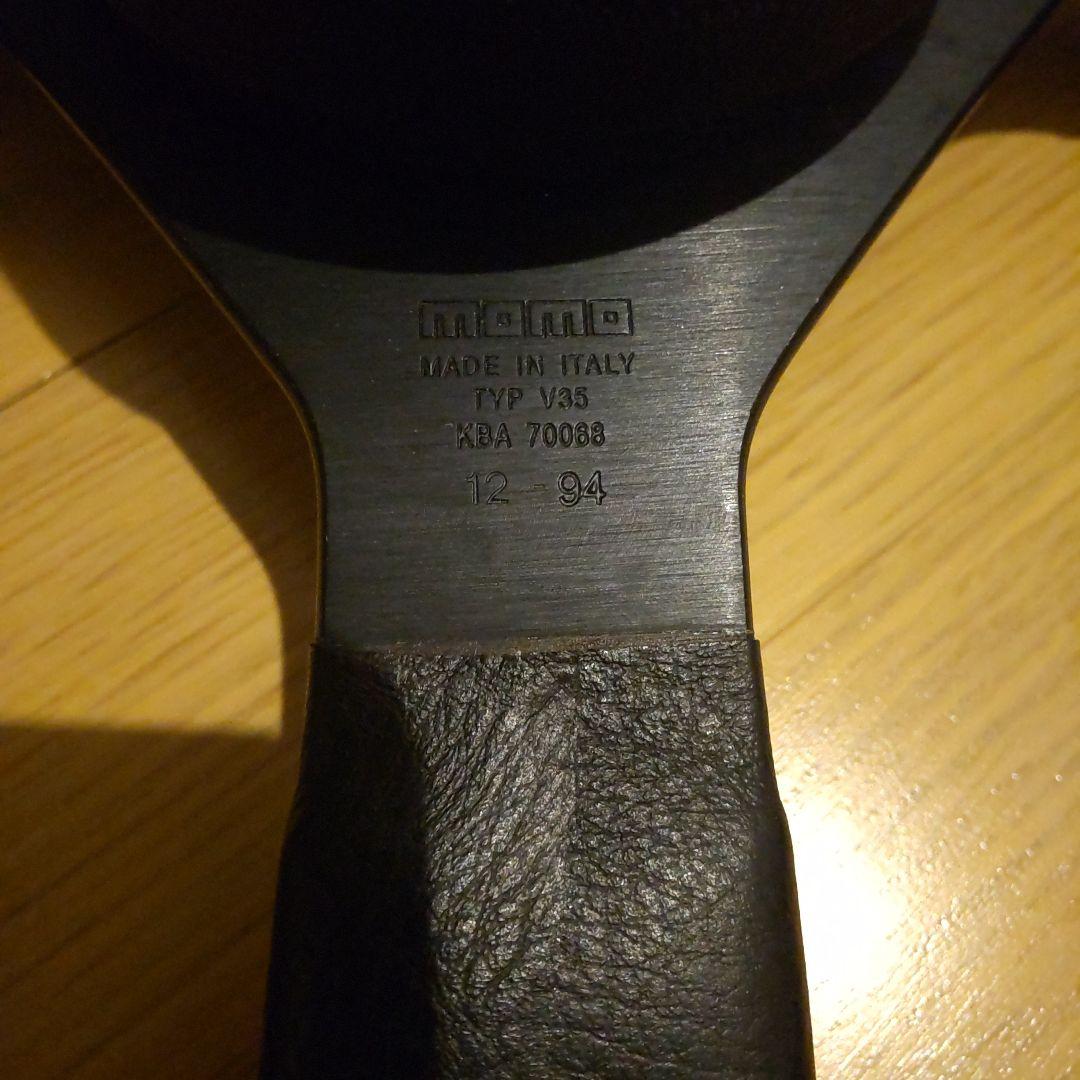 momo
MADE IN ITALY
TYP V35
KBA 70068
12 - 94